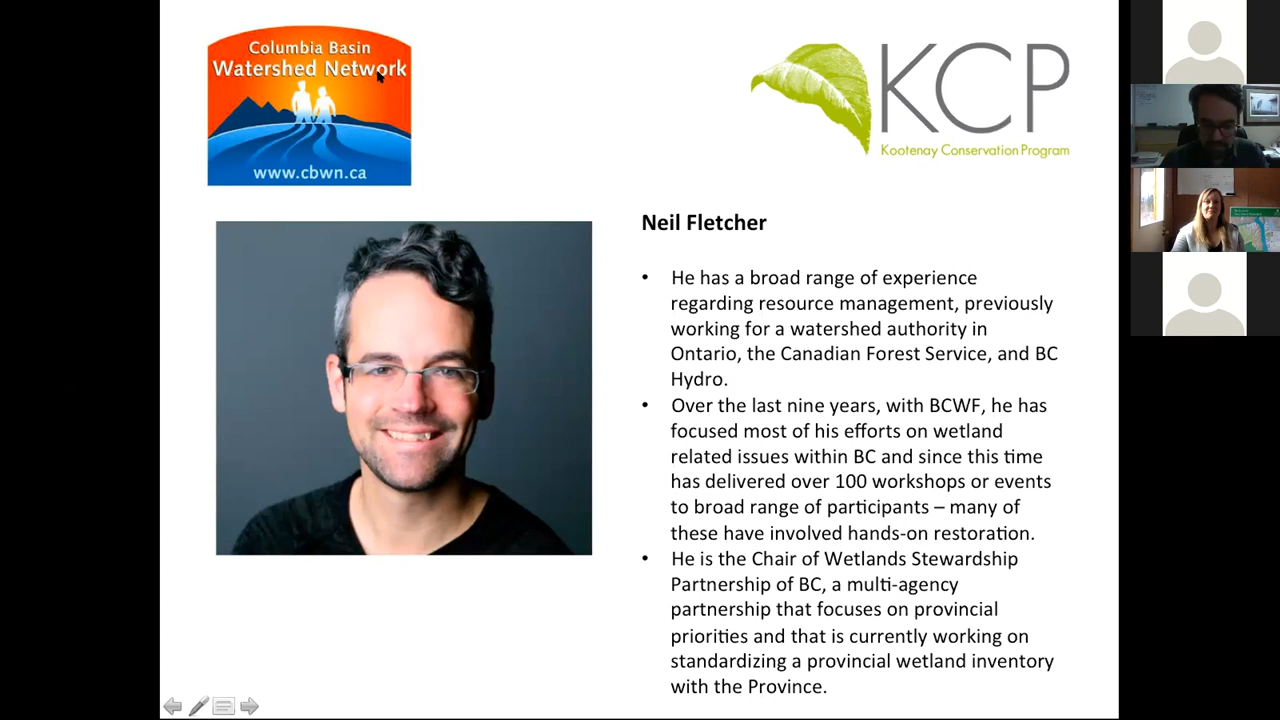 Columbia Basin
Watershed Network
www.cbwn.ca
KCP
Kootenay Conservation Program
Neil Fletcher
• He has a broad range of experience
regarding resource management, previously
working for a watershed authority in
Ontario, the Canadian Forest Service, and BC
Hydro.
• Over the last nine years, with BCWF, he has
focused most of his efforts on wetland
related issues within BC and since this time
has delivered over 100 workshops or events
to broad range of participants – many of
these have involved hands-on restoration.
• He is the Chair of Wetlands Stewardship
Partnership of BC, a multi-agency
partnership that focuses on provincial
priorities and that is currently working on
standardizing a provincial wetland inventory
with the Province.